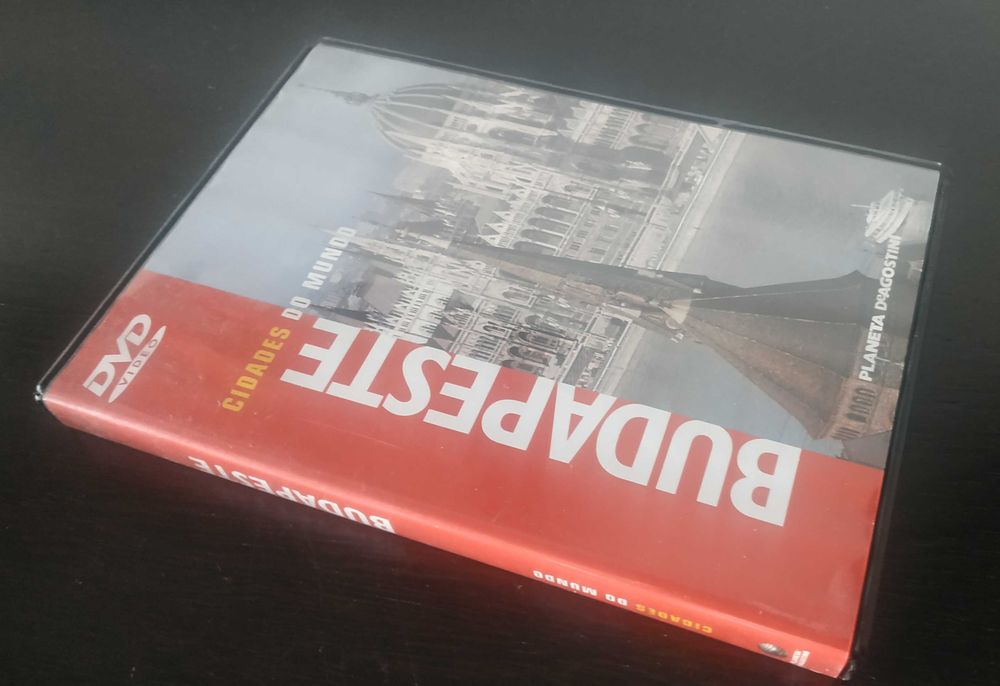 DVD
VIDEO
CIDADES DO MUNDO
BUDAPESTE
PLANETA DEAGOSTINI
BUDAPESTE
CIDADES DO MUNDO